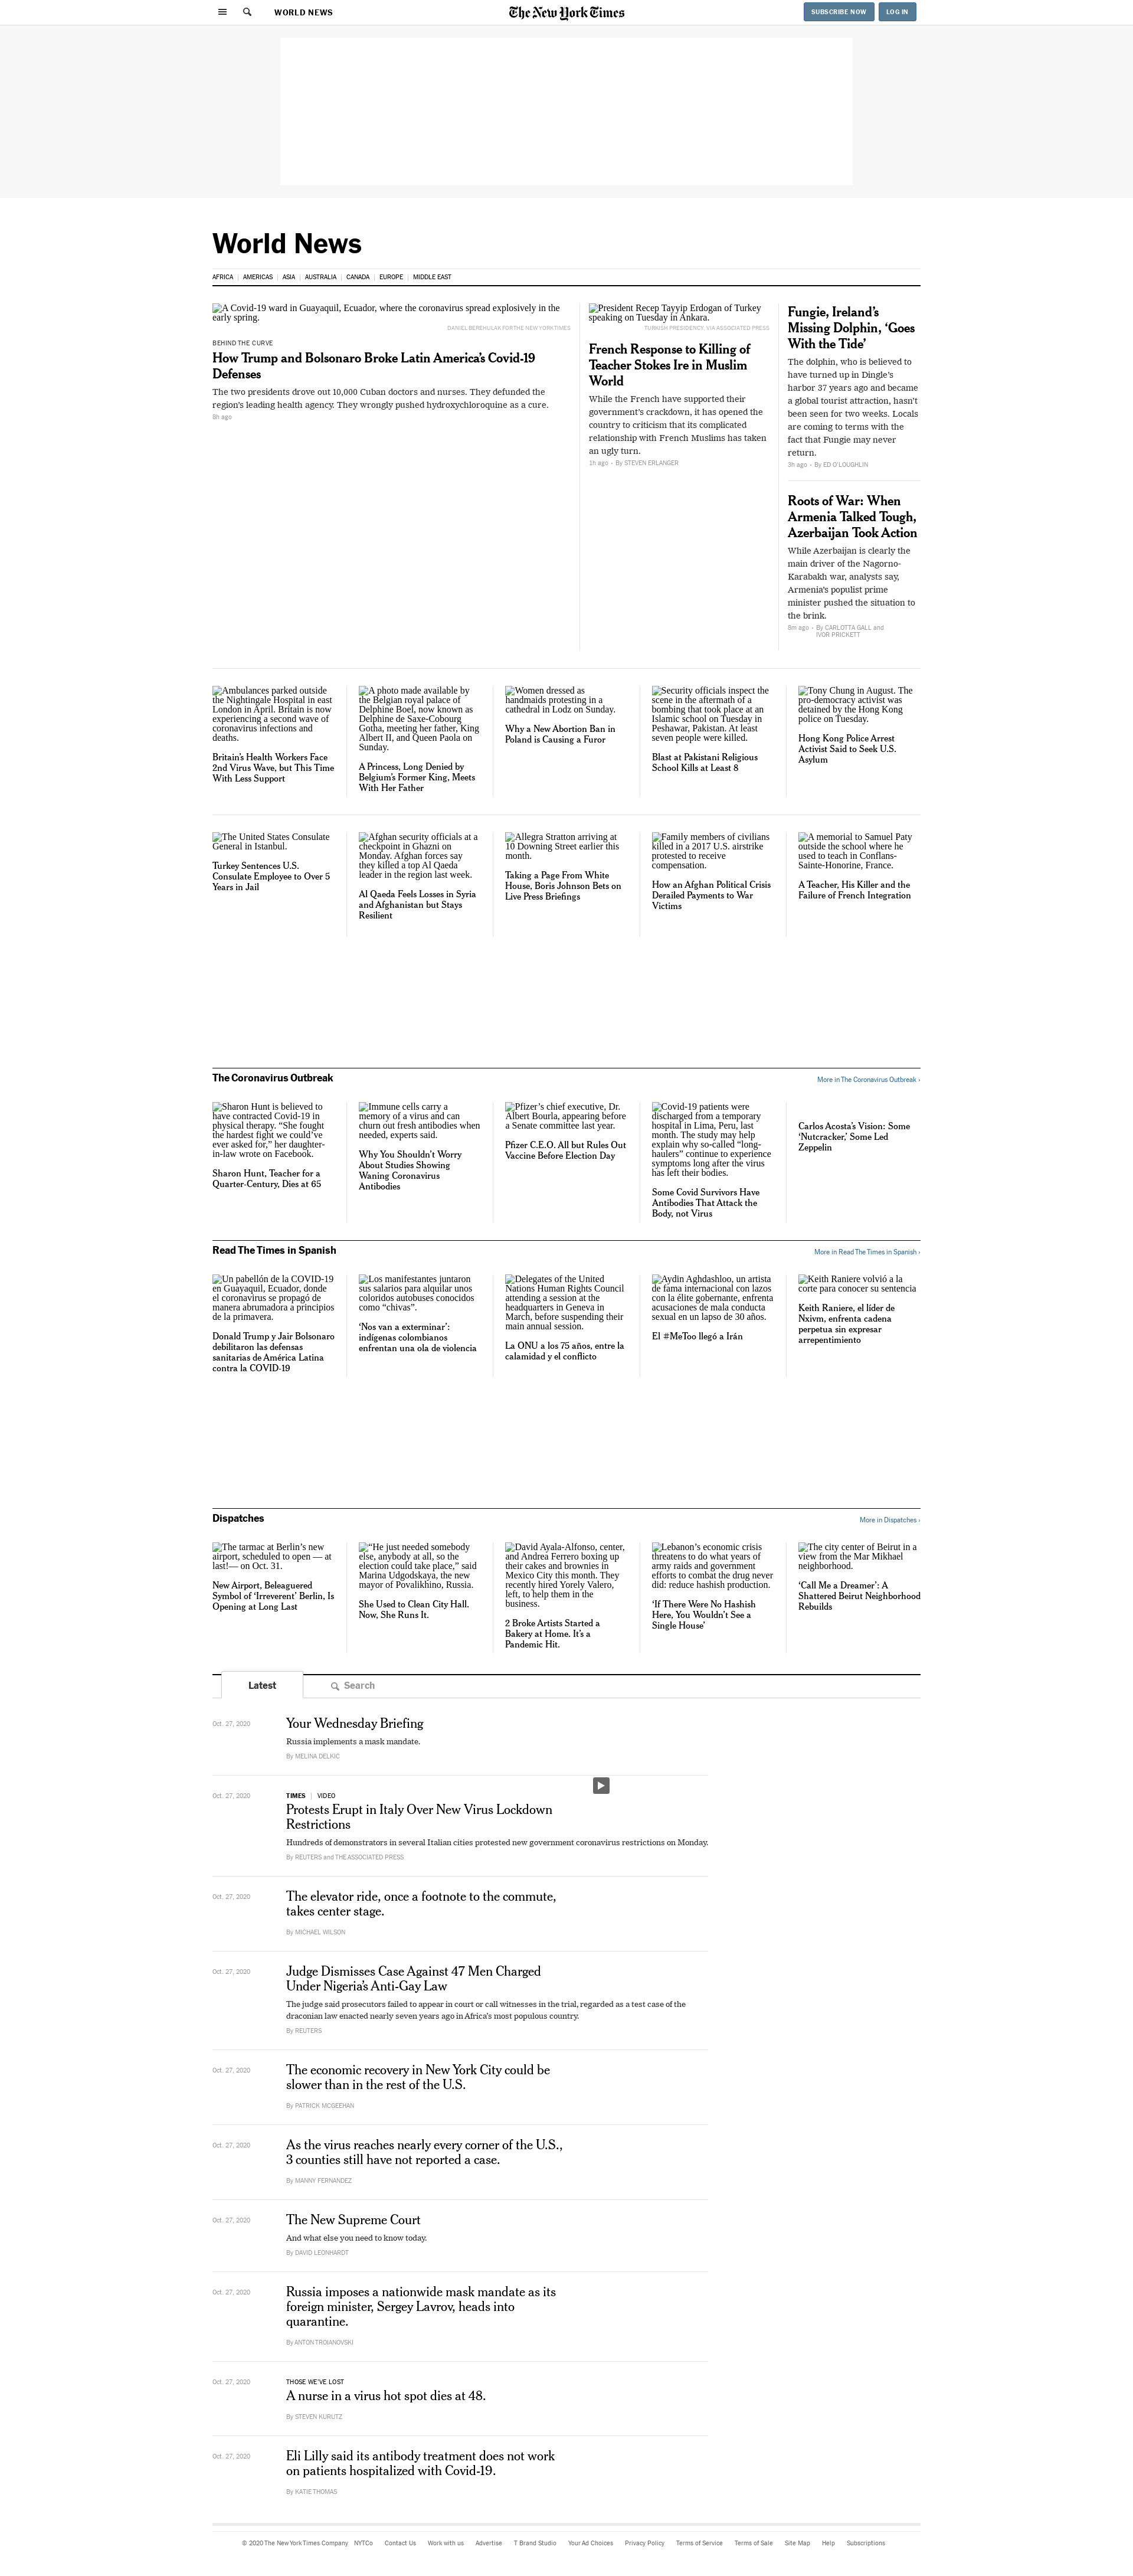 WORLD NEWS
The New York Times
SUBSCRIBE NOW
LOG IN
World News
AFRICA
AMERICAS
ASIA
AUSTRALIA
CANADA
EUROPE
MIDDLE EAST
A Covid-19 ward in Guayaquil, Ecuador, where the coronavirus spread explosively in the
early spring.
DANIEL BEREHULAK FOR THE NEW YORK TIMES
BEHIND THE CURVE
How Trump and Bolsonaro Broke Latin America's Covid-19
Defenses
The two presidents drove out 10,000 Cuban doctors and nurses. They defunded the
region's leading health agency. They wrongly pushed hydroxychloroquine as a cure.
8h ago
President Recep Tayyip Erdogan of Turkey
speaking on Tuesday in Ankara.
TURKISH PRESIDENCY, VIA ASSOCIATED PRESS
French Response to Killing of
Teacher Stokes Ire in Muslim
World
While the French have supported their
government's crackdown, it has opened the
country to criticism that its complicated
relationship with French Muslims has taken
an ugly turn.
1h ago · By STEVEN ERLANGER
Fungie, Ireland's
Missing Dolphin, 'Goes
With the Tide'
The dolphin, who is believed to
have turned up in Dingle's
harbor 37 years ago and became
a global tourist attraction, hasn't
been seen for two weeks. Locals
are coming to terms with the
fact that Fungie may never
return.
3h ago · By ED O'LOUGHLIN
Roots of War: When
Armenia Talked Tough,
Azerbaijan Took Action
While Azerbaijan is clearly the
main driver of the Nagorno-
Karabakh war, analysts say,
Armenia's populist prime
minister pushed the situation to
the brink.
8m ago · By CARLOTTA GALL and
IVOR PRICKETT
Ambulances parked outside
the Nightingale Hospital in east
London in April. Britain is now
experiencing a second wave of
coronavirus infections and
deaths.
Britain's Health Workers Face
2nd Virus Wave, but This Time
With Less Support
A photo made available by
the Belgian royal palace of
Delphine Boel, now known as
Delphine de Saxe-Cobourg
Gotha, meeting her father, King
Albert II, and Queen Paola on
Sunday.
A Princess, Long Denied by
Belgium's Former King, Meets
With Her Father
Women dressed as
handmaids protesting in a
cathedral in Lodz on Sunday.
Why a New Abortion Ban in
Poland is Causing a Furor
Security officials inspect the
scene in the aftermath of a
bombing that took place at an
Islamic school on Tuesday in
Peshawar, Pakistan. At least
seven people were killed.
Blast at Pakistani Religious
School Kills at Least 8
Tony Chung in August. The
pro-democracy activist was
detained by the Hong Kong
police on Tuesday.
Hong Kong Police Arrest
Activist Said to Seek U.S.
Asylum
The United States Consulate
General in Istanbul.
Turkey Sentences U.S.
Consulate Employee to Over 5
Years in Jail
Afghan security officials at a
checkpoint in Ghazni on
Monday. Afghan forces say
they killed a top Al Qaeda
leader in the region last week.
Al Qaeda Feels Losses in Syria
and Afghanistan but Stays
Resilient
Allegra Stratton arriving at
10 Downing Street earlier this
month.
Taking a Page From White
House, Boris Johnson Bets on
Live Press Briefings
Family members of civilians
killed in a 2017 U.S. airstrike
protested to receive
compensation.
How an Afghan Political Crisis
Derailed Payments to War
Victims
A memorial to Samuel Paty
outside the school where he
used to teach in Conflans-
Sainte-Honorine, France.
A Teacher, His Killer and the
Failure of French Integration
The Coronavirus Outbreak
More in The Coronavirus Outbreak ›
Sharon Hunt is believed to
have contracted Covid-19 in
physical therapy. “She fought
the hardest fight we could’ve
ever asked for,” her daughter-
in-law wrote on Facebook.
Sharon Hunt, Teacher for a
Quarter-Century, Dies at 65
Immune cells carry a
memory of a virus and can
churn out fresh antibodies when
needed, experts said.
Why You Shouldn't Worry
About Studies Showing
Waning Coronavirus
Antibodies
Pfizer's chief executive, Dr.
Albert Bourla, appearing before
a Senate committee last year.
Pfizer C.E.O. All but Rules Out
Vaccine Before Election Day
Covid-19 patients were
discharged from a temporary
hospital in Lima, Peru, last
month. The study may help
explain why so-called “long-
haulers” continue to experience
symptoms long after the virus
has left their bodies.
Some Covid Survivors Have
Antibodies That Attack the
Body, not Virus
Carlos Acosta's Vision: Some
‘Nutcracker,’ Some Led
Zeppelin
Read The Times in Spanish
More in Read The Times in Spanish ›
Un pabellón de la COVID-19
en Guayaquil, Ecuador, donde
el coronavirus se propagó de
manera abrumadora a principios
de la primavera.
Donald Trump y Jair Bolsonaro
debilitaron las defensas
sanitarias de América Latina
contra la COVID-19
Los manifestantes juntaron
sus salarios para alquilar unos
coloridos autobuses conocidos
como “chivas”.
‘Nos van a exterminar’:
indígenas colombianos
enfrentan una ola de violencia
Delegates of the United
Nations Human Rights Council
attending a session at the
headquarters in Geneva in
March, before suspending their
main annual session.
La ONU a los 75 años, entre la
calamidad y el conflicto
Aydin Aghdashloo, un artista
de fama internacional con lazos
con la élite gobernante, enfrenta
acusaciones de mala conducta
sexual en un lapso de 30 años.
El #MeToo llegó a Irán
Keith Raniere volvió a la
corte para conocer su sentencia
Keith Raniere, el líder de
Nxivm, enfrenta cadena
perpetua sin expresar
arrepentimiento
Dispatches
More in Dispatches ›
The tarmac at Berlin's new
airport, scheduled to open — at
last!— on Oct. 31.
New Airport, Beleaguered
Symbol of ‘Irreverent’ Berlin, Is
Opening at Long Last
“He just needed somebody
else, anybody at all, so the
election could take place,” said
Marina Udgodskaya, the new
mayor of Povalikhino, Russia.
She Used to Clean City Hall.
Now, She Runs It.
David Ayala-Alfonso, center,
and Andrea Ferrero boxing up
their cakes and brownies in
Mexico City this month. They
recently hired Yorely Valero,
left, to help them in the
business.
2 Broke Artists Started a
Bakery at Home. It's a
Pandemic Hit.
Lebanon's economic crisis
threatens to do what years of
army raids and government
efforts to combat the drug never
did: reduce hashish production.
‘If There Were No Hashish
Here, You Wouldn't See a
Single House’
The city center of Beirut in a
view from the Mar Mikhael
neighborhood.
‘Call Me a Dreamer’: A
Shattered Beirut Neighborhood
Rebuilds
Latest
Search
Oct. 27, 2020
Your Wednesday Briefing
Russia implements a mask mandate.
By MELINA DELKIC
Oct. 27, 2020
TIMES | VIDEO
Protests Erupt in Italy Over New Virus Lockdown
Restrictions
Hundreds of demonstrators in several Italian cities protested new government coronavirus restrictions on Monday.
By REUTERS and THE ASSOCIATED PRESS
Oct. 27, 2020
The elevator ride, once a footnote to the commute,
takes center stage.
By MICHAEL WILSON
Oct. 27, 2020
Judge Dismisses Case Against 47 Men Charged
Under Nigeria's Anti-Gay Law
The judge said prosecutors failed to appear in court or call witnesses in the trial, regarded as a test case of the
draconian law enacted nearly seven years ago in Africa's most populous country.
By REUTERS
Oct. 27, 2020
The economic recovery in New York City could be
slower than in the rest of the U.S.
By PATRICK MCGEEHAN
Oct. 27, 2020
As the virus reaches nearly every corner of the U.S.,
3 counties still have not reported a case.
By MANNY FERNANDEZ
Oct. 27, 2020
The New Supreme Court
And what else you need to know today.
By DAVID LEONHARDT
Oct. 27, 2020
Russia imposes a nationwide mask mandate as its
foreign minister, Sergey Lavrov, heads into
quarantine.
By ANTON TROIANOVSKI
Oct. 27, 2020
THOSE WE'VE LOST
A nurse in a virus hot spot dies at 48.
By STEVEN KURUTZ
Oct. 27, 2020
Eli Lilly said its antibody treatment does not work
on patients hospitalized with Covid-19.
By KATIE THOMAS
© 2020 The New York Times Company NYTCo Contact Us Work with us Advertise T Brand Studio Your Ad Choices Privacy Policy Terms of Service Terms of Sale Site Map Help Subscriptions